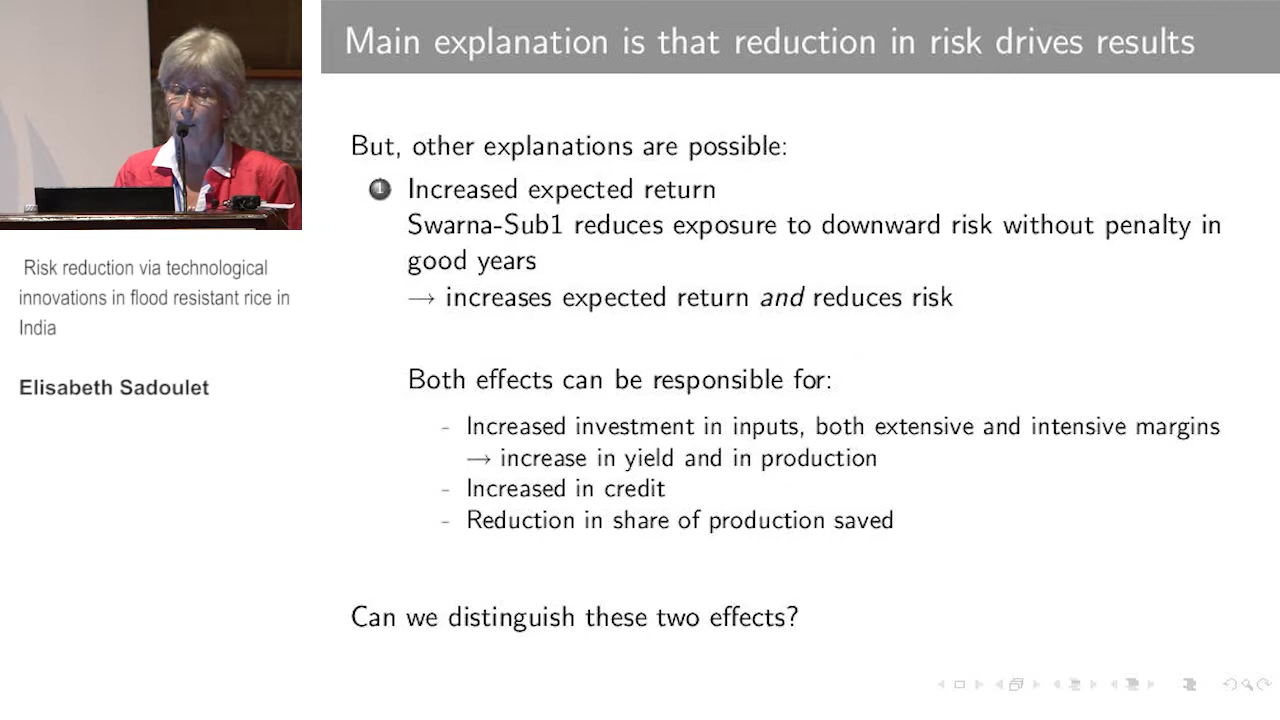 Main explanation is that reduction in risk drives results
But, other explanations are possible:
1 Increased expected return
Swarna-Sub1 reduces exposure to downward risk without penalty in
good years
→ increases expected return and reduces risk
Both effects can be responsible for:
- Increased investment in inputs, both extensive and intensive margins
→ increase in yield and in production
- Increased in credit
- Reduction in share of production saved
Can we distinguish these two effects?
Risk reduction via technological
innovations in flood resistant rice in
India
Elisabeth Sadoulet